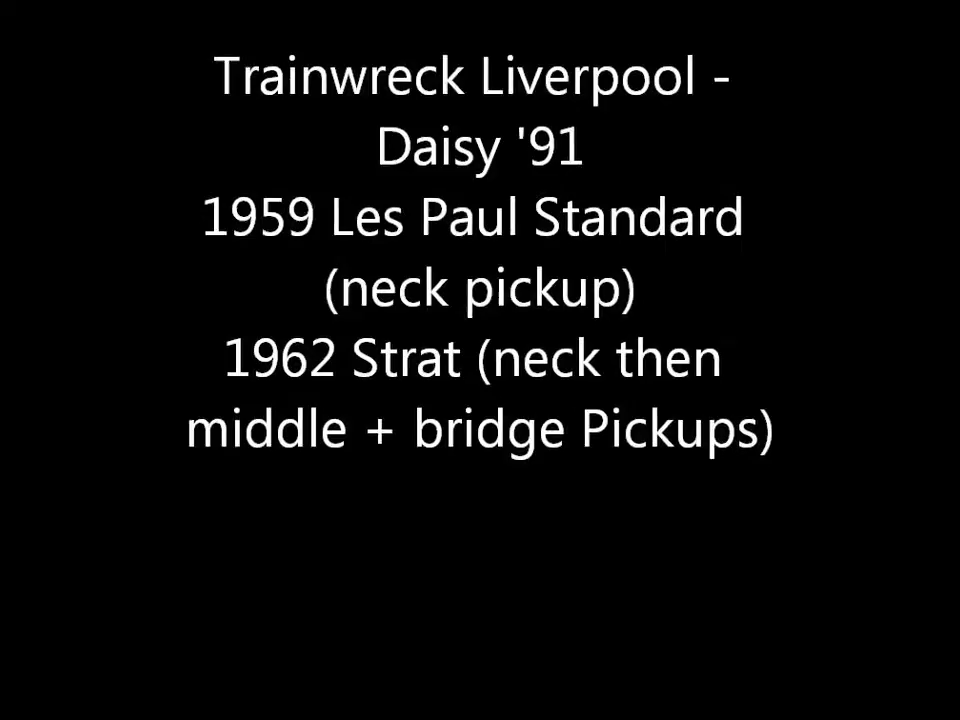 Trainwreck Liverpool -
Daisy '91
1959 Les Paul Standard
(neck pickup)
1962 Strat (neck then
middle + bridge Pickups)